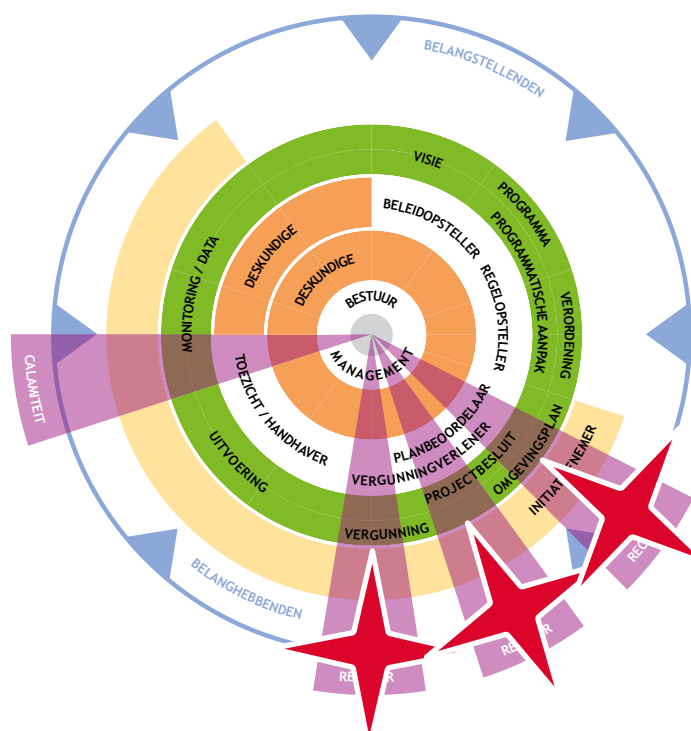 BELANGSTELLENDEN
VISIE
PROGRAMMA
PROGRAMMATISCHE AANPAK
VERORDENING
BELEIDOPSTELLER
REGELOPSTELLER
DESKUNDIGE
DESKUNDIGE
MONITORING / DATA
BESTUUR
MANAGEMENT
CALAMITEIT
TOEZICHT / HANDHAVER
UITVOERING
PLANBEOORDELAAR
VERGUNNINGVERLENER
PROJECTBESLUIT
OMGEVINGSPLAN
VERGUNNING
BELANGHEBBENDEN